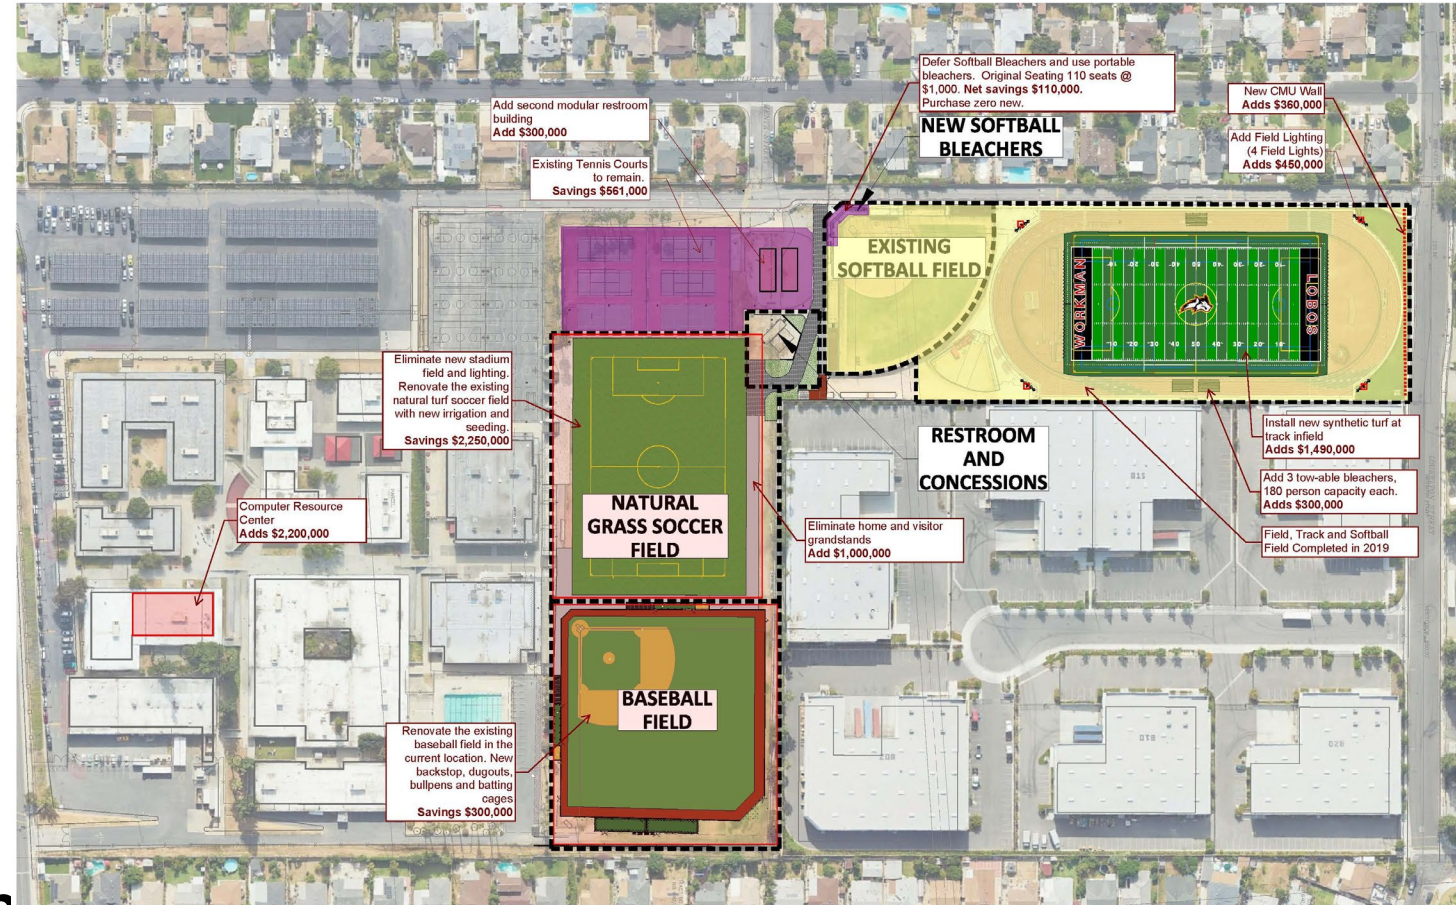 Defer Softball Bleachers and use portable
bleachers. Original Seating 110 seats @
$1,000. Net savings $110,000.
Purchase zero new.
New CMU Wall
Adds $360,000
Add second modular restroom
building
Add $300,000
NEW SOFTBALL
BLEACHERS
Add Field Lighting
(4 Field Lights)
Adds $450,000
Existing Tennis Courts
to remain.
Savings $561,000
EXISTING
SOFTBALL FIELD
WORKMAN
LOBOS
Eliminate new stadium
field and lighting.
Renovate the existing
natural turf soccer field
with new irrigation and
seeding.
Savings $2,250,000
Install new synthetic turf at
track infield
Adds $1,490,000
RESTROOM
AND
CONCESSIONS
Add 3 tow-able bleachers,
180 person capacity each.
Adds $300,000
Computer Resource
Center
Adds $2,200,000
NATURAL
GRASS SOCCER
FIELD
Eliminate home and visitor
grandstands
Add $1,000,000
Field, Track and Softball
Field Completed in 2019
BASEBALL
FIELD
Renovate the existing
baseball field in the
current location. New
backstop, dugouts,
bullpens and batting
cages
Savings $300,000